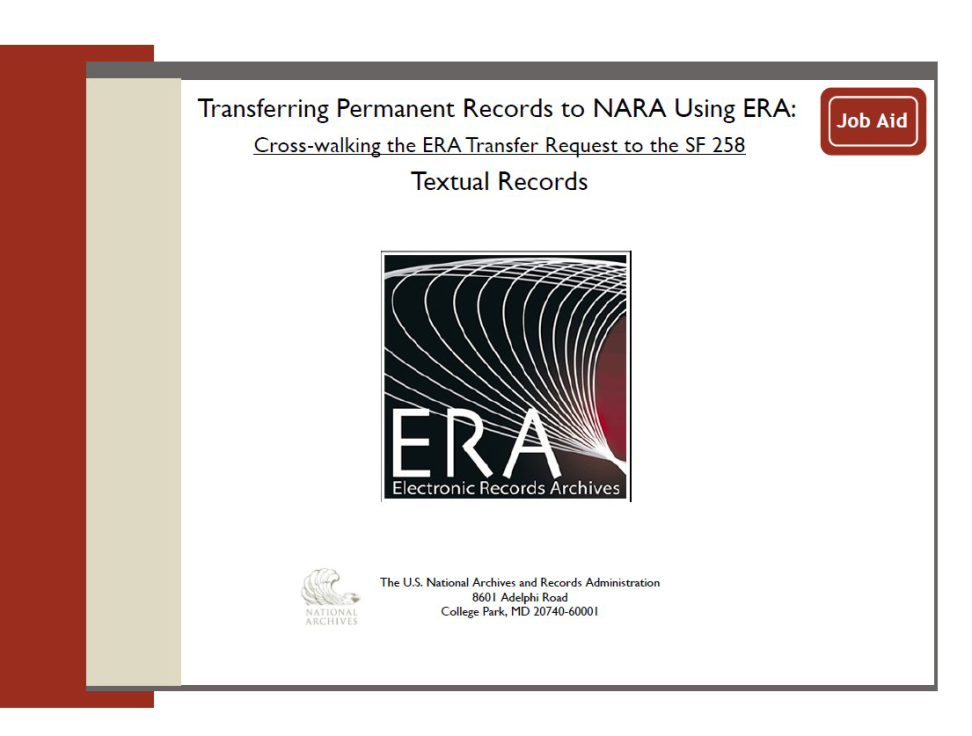 Transferring Permanent Records to NARA Using ERA:
Job Aid
Cross-walking the ERA Transfer Request to the SF 258
Textual Records
ERA
Electronic Records Archives
NATIONAL
ARCHIVES
The U.S. National Archives and Records Administration
8601 Adelphi Road
College Park, MD 20740-60001